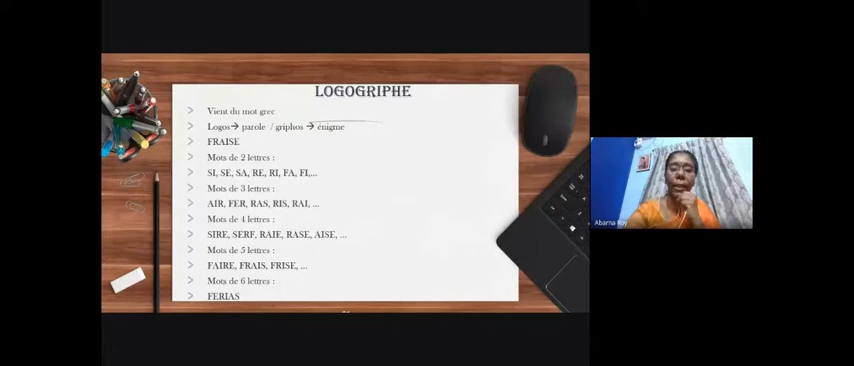 LOGOGRIPHE
Vient du mot grec
Logos→ parole / griphos → énigme
FRAISE
Mots de 2 lettres :
SI, SE, SA, RE, RI, FA, FI,...
Mots de 3 lettres :
AIR, FER, RAS, RIS, RAI, ...
Mots de 4 lettres :
SIRE, SERF, RAIE, RASE, AISE, ...
Mots de 5 lettres :
FAIRE, FRAIS, FRISE, ...
Mots de 6 lettres :
FERIAS
Abarna Roy